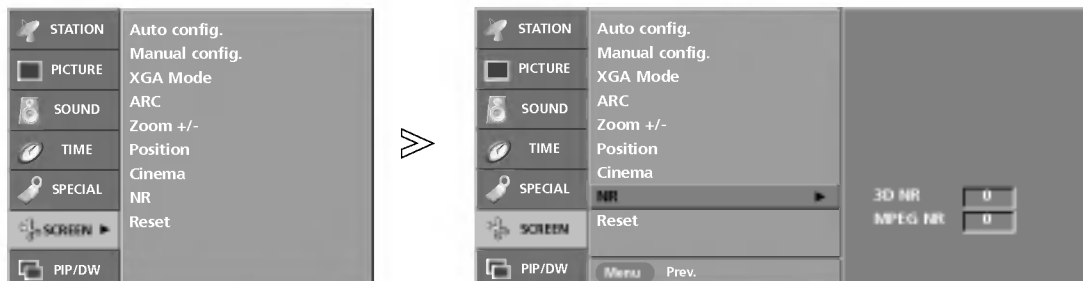 STATION
PICTURE
SOUND
TIME
SPECIAL
SCREEN
PIP/DW
Auto config.
Manual config.
XGA Mode
ARC
Zoom +/-
Position
Cinema
NR
Reset
STATION
PICTURE
SOUND
TIME
SPECIAL
SCREEN
PIP/DW
Auto config.
Manual config.
XGA Mode
ARC
Zoom +/-
Position
Cinema
NR
Reset
Menu Prev.
3D NR 0
MPEG NR 0